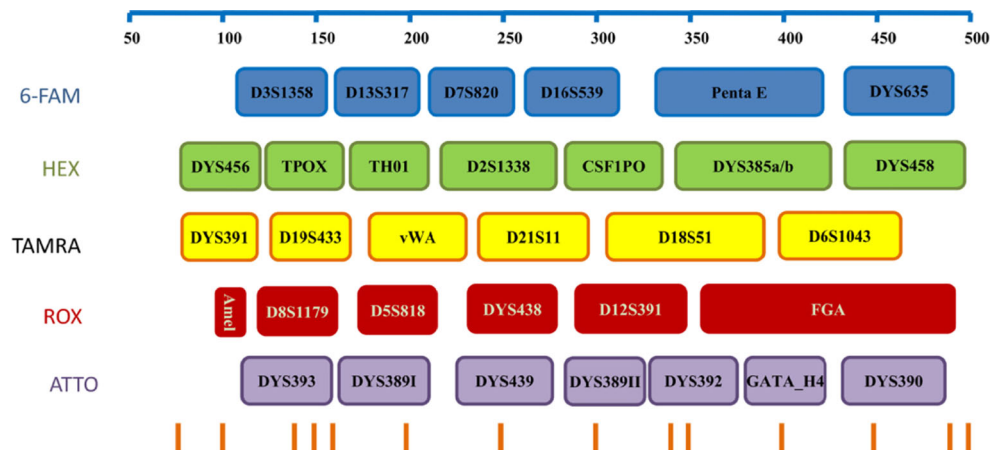 50 100 150 200 250 300 350 400 450 500
6-FAM D3S1358 D13S317 D7S820 D16S539 Penta E DYS635
HEX DYS456 TPOX TH01 D2S1338 CSF1PO DYS385a/b DYS458
TAMRA DYS391 D19S433 vWA D21S11 D18S51 D6S1043
ROX Amel D8S1179 D5S818 DYS438 D12S391 FGA
ATTO DYS393 DYS389I DYS439 DYS389II DYS392 GATA_H4 DYS390